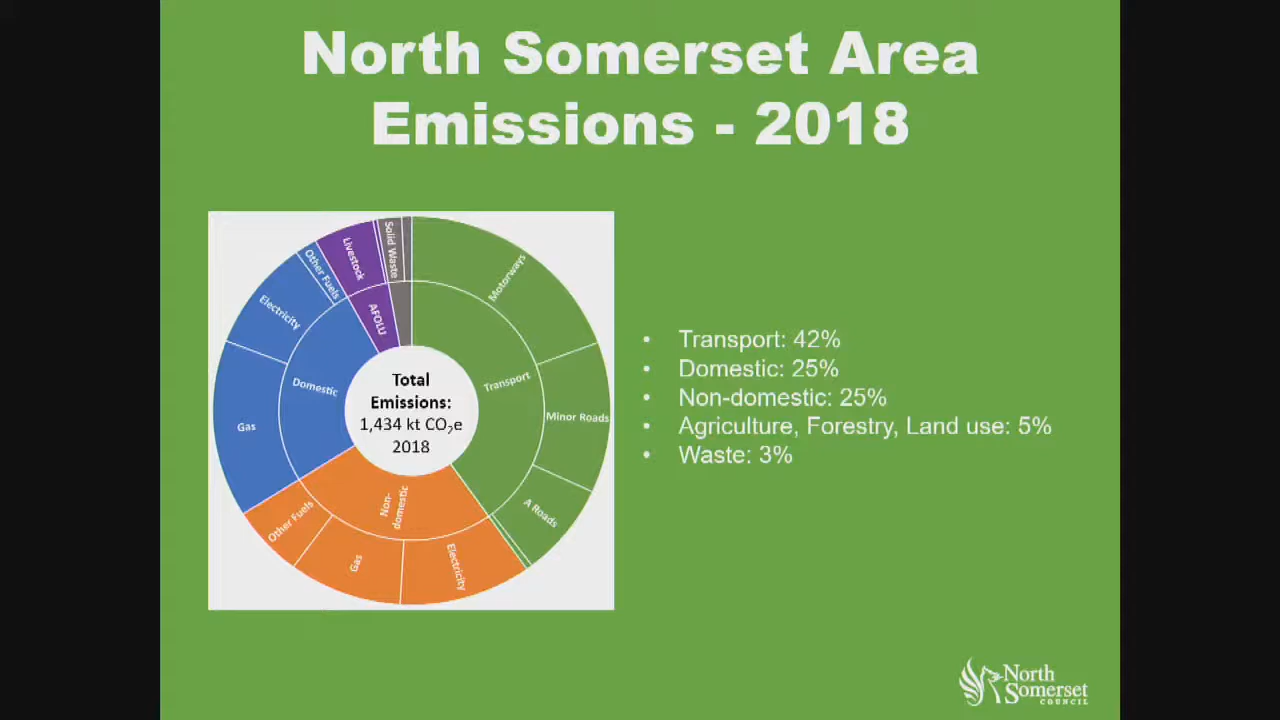 North Somerset Area
Emissions - 2018
Motorways
Minor Roads
A Roads
Transport
Electricity
Gas
Other Fuels
Non-
domestic
Gas
Electricity
Other Fuels
Domestic
Livestock
AFOLU
Solid Waste
Total
Emissions:
1,434 kt CO₂e
2018
• Transport: 42%
• Domestic: 25%
• Non-domestic: 25%
• Agriculture, Forestry, Land use: 5%
• Waste: 3%
North
Somerset
COUNCIL